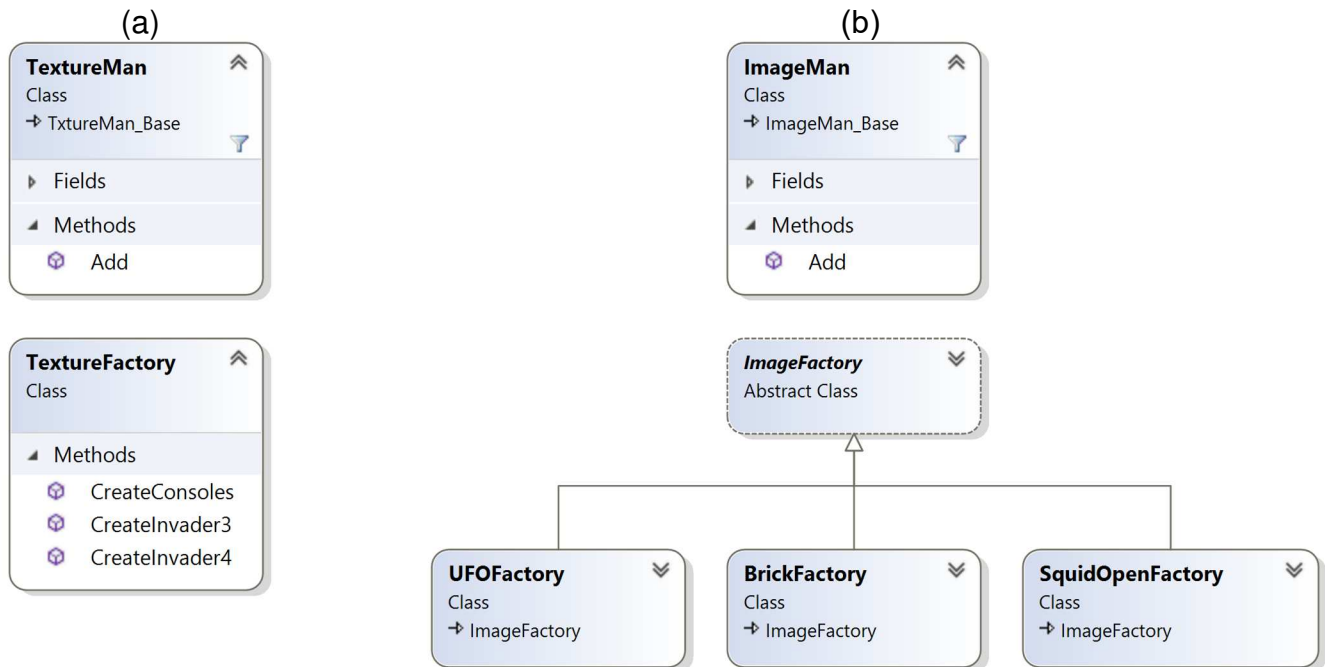 (a)
TextureMan
Class
TxtureMan_Base
Fields
Methods
Add
TextureFactory
Class
Methods
CreateConsoles
CreateInvader3
CreateInvader4
(b)
ImageMan
Class
ImageMan_Base
Fields
Methods
Add
ImageFactory
Abstract Class
UFOFactory
Class
ImageFactory
BrickFactory
Class
ImageFactory
SquidOpenFactory
Class
ImageFactory